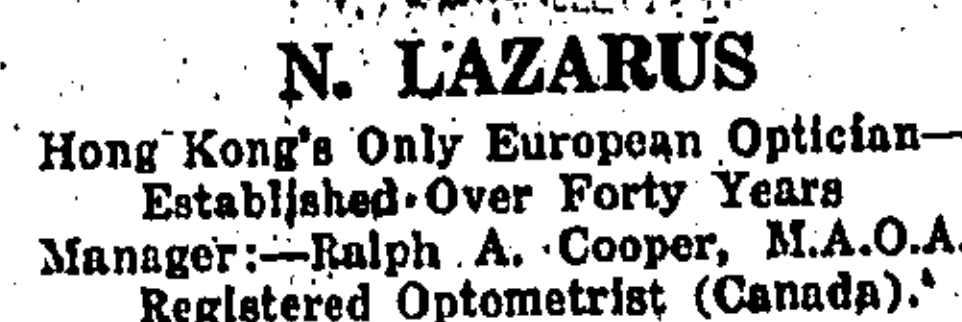 N. LAZARUS
Hong Kong's Only European Optician—
Established Over Forty Years
Manager:—Ralph A. Cooper, M.A.O.A.
Registered Optometrist (Canada).